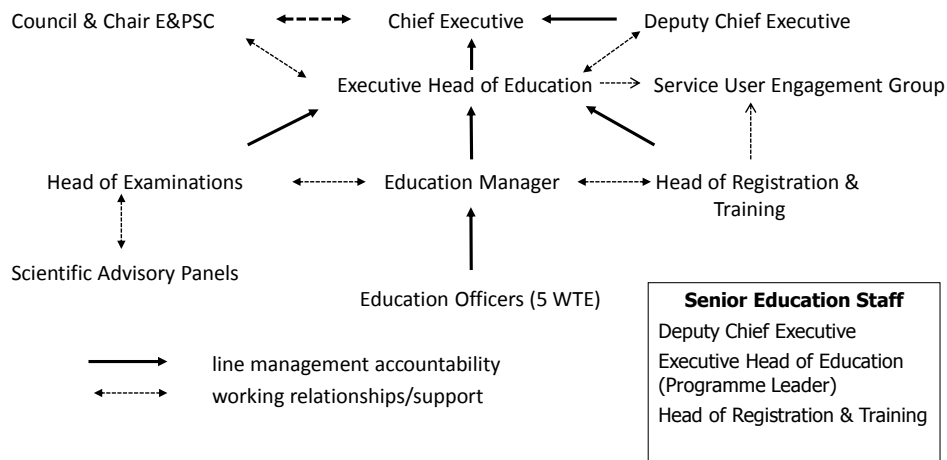 Council & Chair E&PSC
Chief Executive
Deputy Chief Executive
Executive Head of Education
Service User Engagement Group
Head of Examinations
Education Manager
Head of Registration &
Training
Scientific Advisory Panels
Education Officers (5 WTE)
line management accountability
working relationships/support
Senior Education Staff
Deputy Chief Executive
Executive Head of Education
(Programme Leader)
Head of Registration & Training